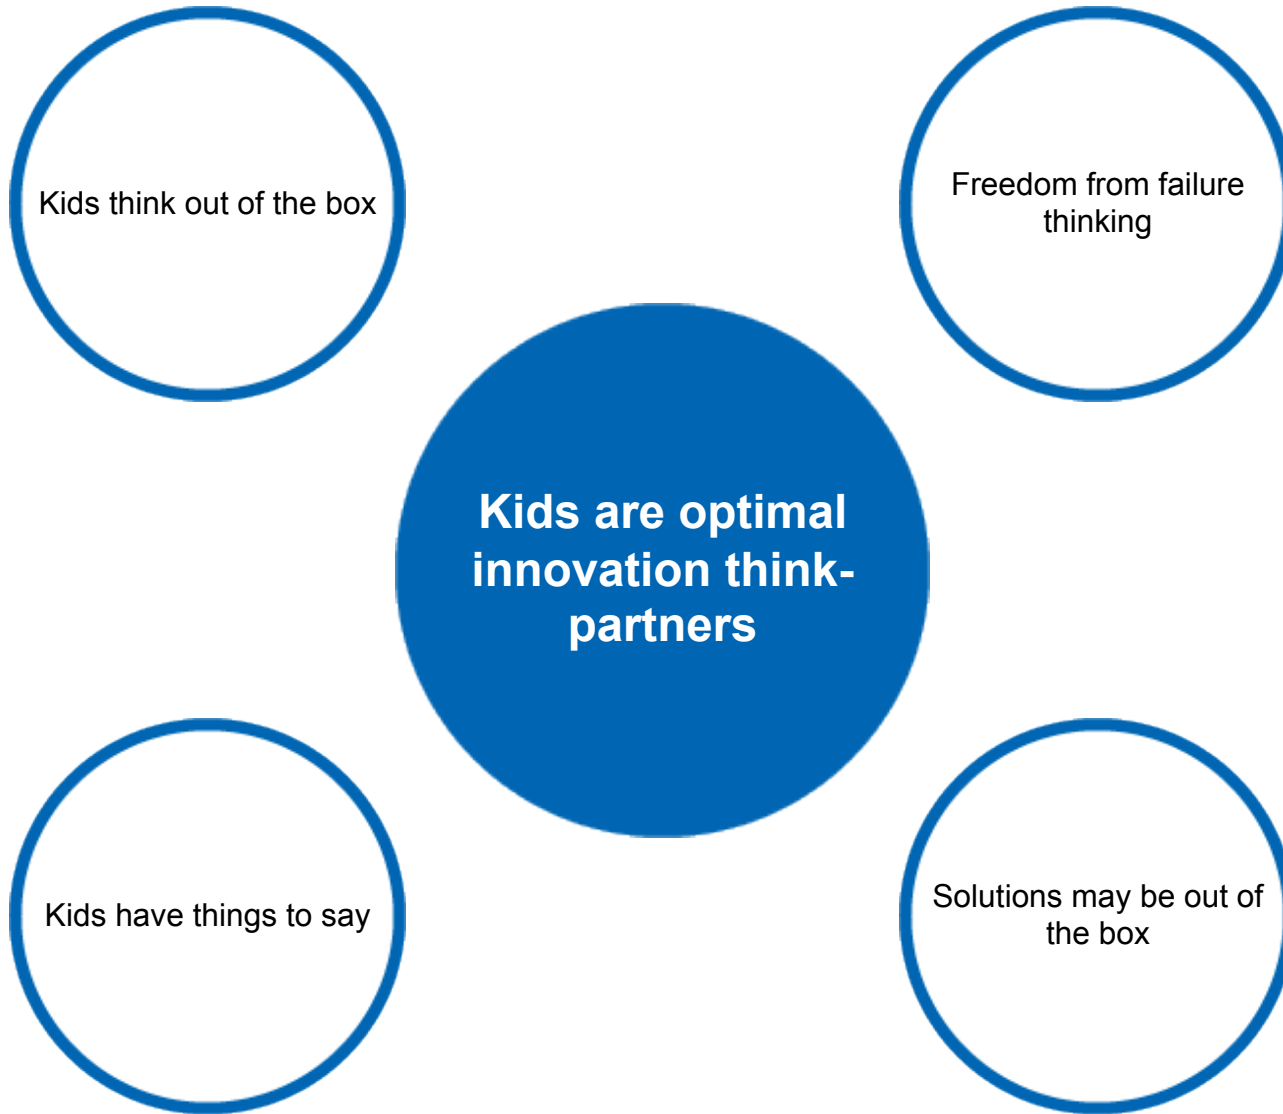 Kids think out of the box
Freedom from failure
thinking
Kids are optimal
innovation think-
partners
Kids have things to say
Solutions may be out of
the box